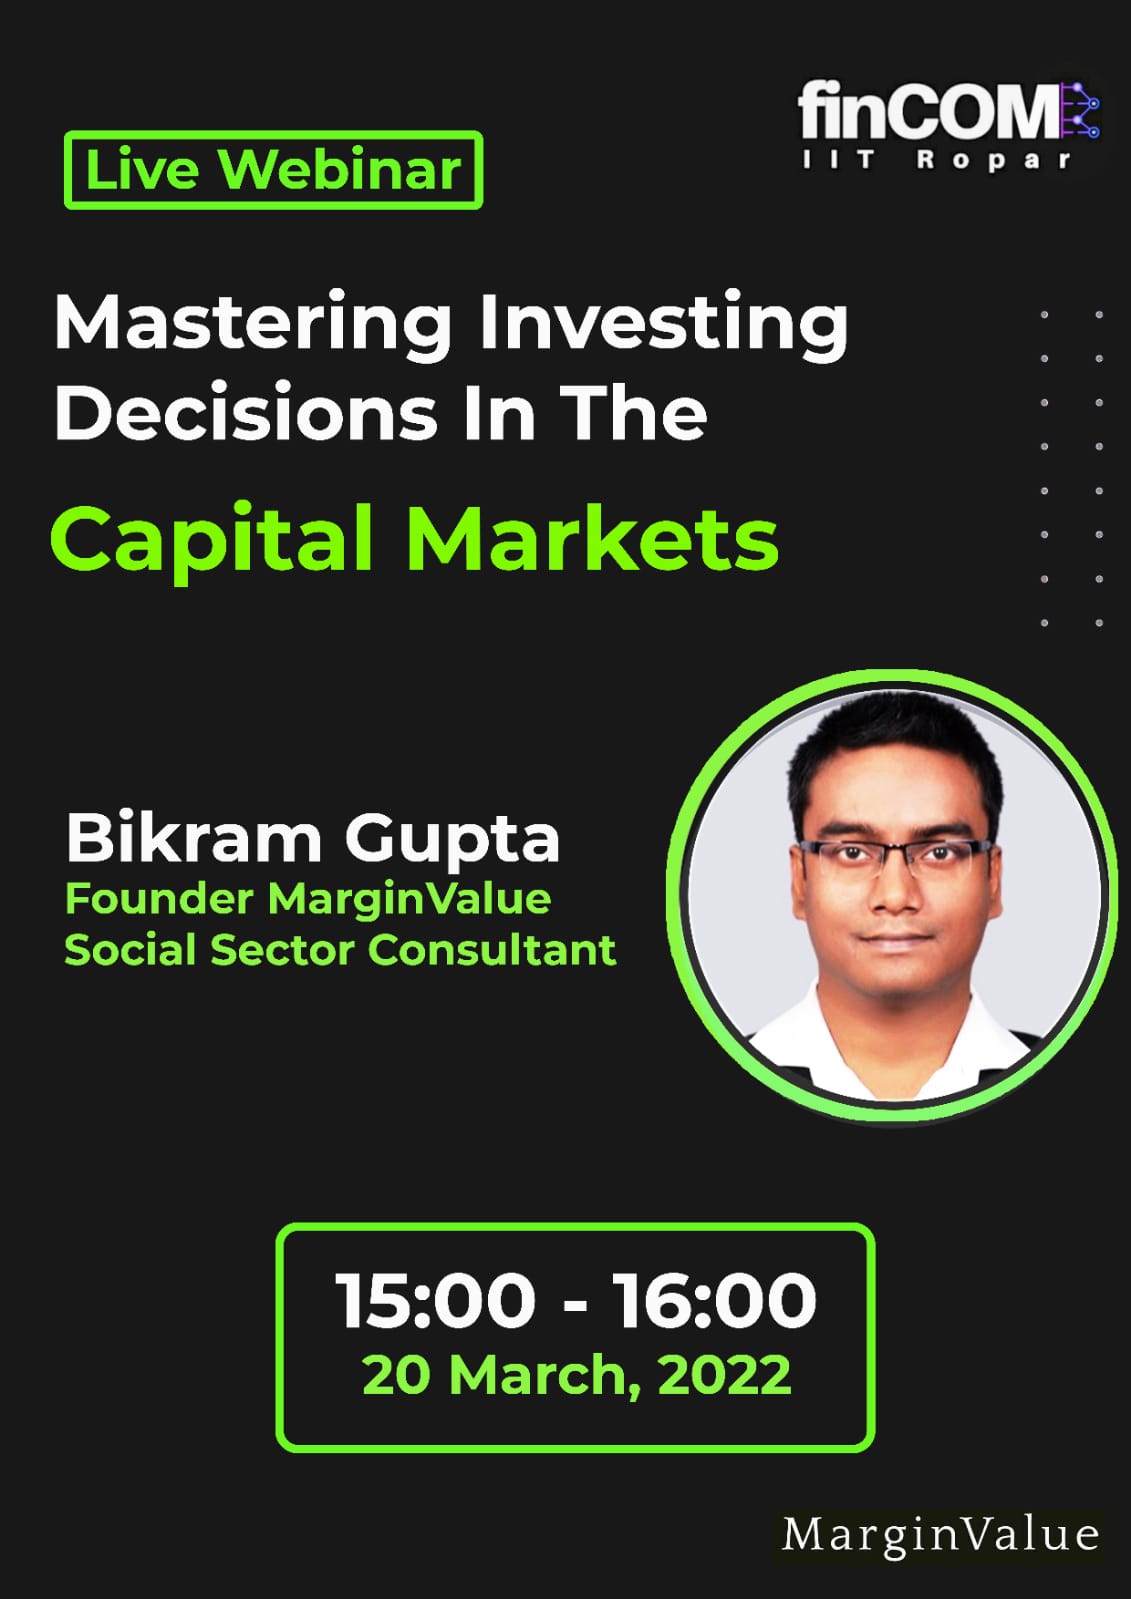 finCOM
IIT Ropar
Live Webinar
Mastering Investing
Decisions In The
Capital Markets
Bikram Gupta
Founder MarginValue
Social Sector Consultant
15:00 - 16:00
20 March, 2022
MarginValue